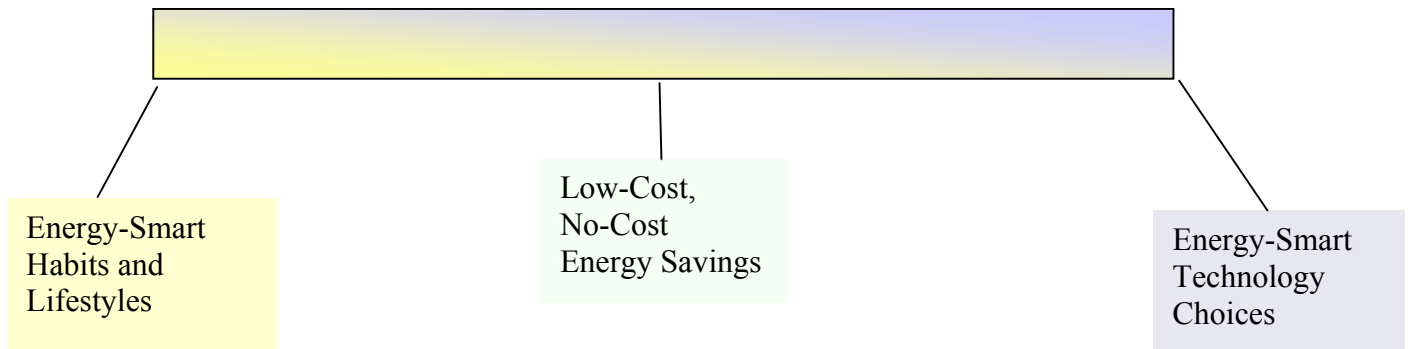 Energy-Smart
Habits and
Lifestyles
Low-Cost,
No-Cost
Energy Savings
Energy-Smart
Technology
Choices